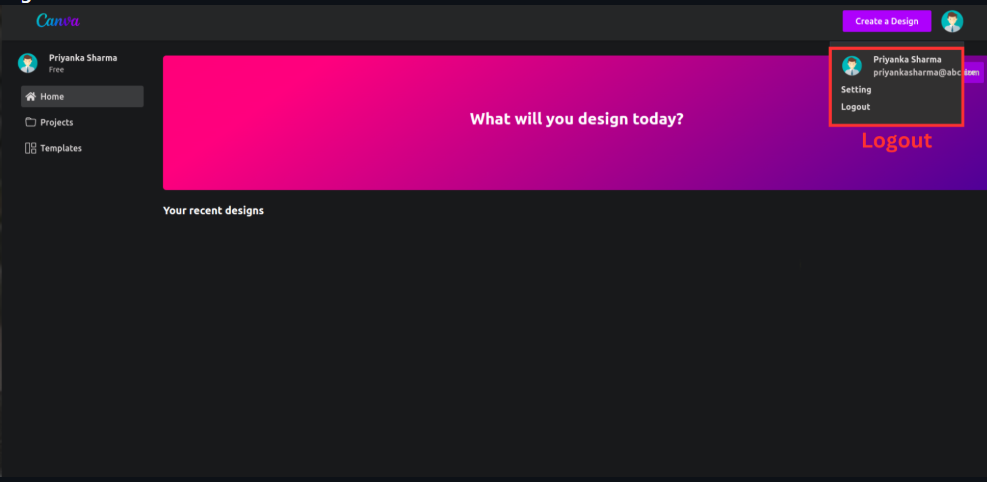 Canva
Create a Design
Priyanka Sharma
Free
Home
Projects
Templates
What will you design today?
Priyanka Sharma
priyankasharma@abc
Setting
Logout
Logout
Your recent designs